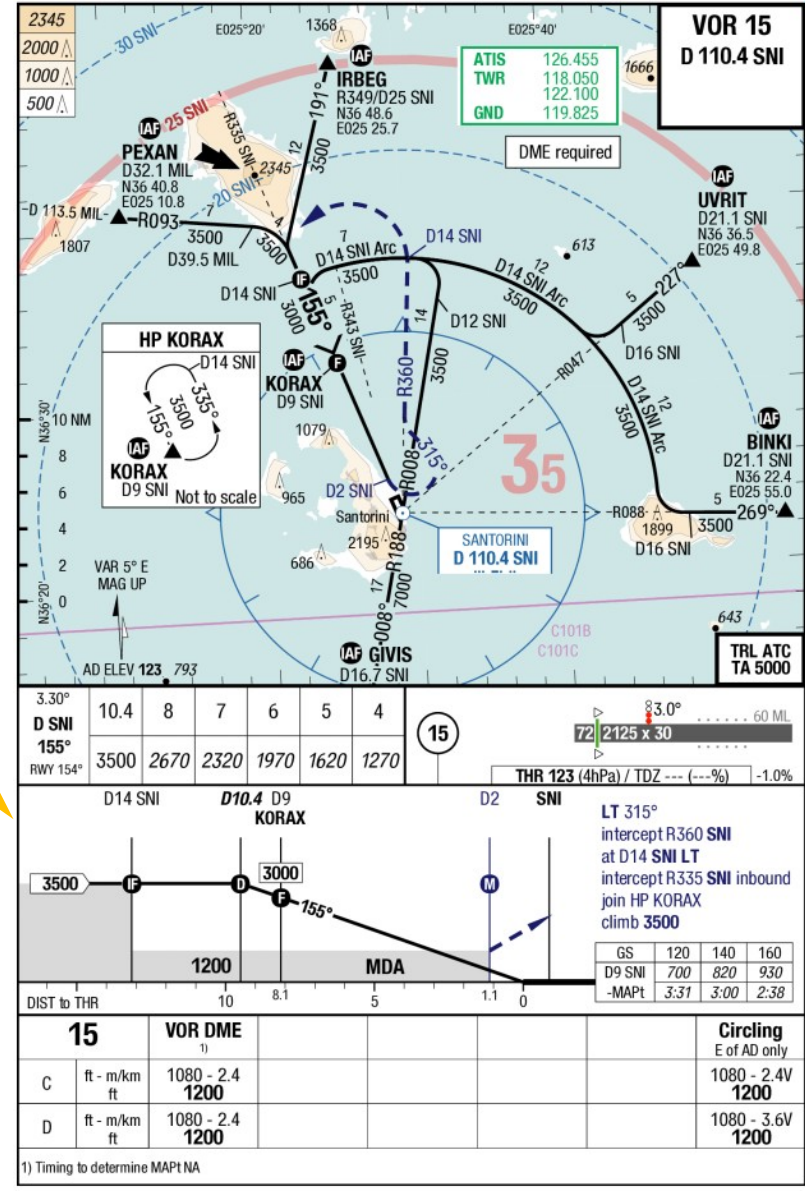 2345
2000
1000
500
E025°20'
1368
E025°40'
VOR 15
D 110.4 SNI
30 SNI
IAF
IRBEG
R349/D25 SNI
N36 48.6
E025 25.7
ATIS 126.455
TWR 118.050
122.100
GND 119.825
1666
191°
12
3500
25 SNI
R335 SNI
IAF
PEXAN
D32.1 MIL
N36 40.8
E025 10.8
2345
DME required
20 SNI
IAF
UVRIT
D21.1 SNI
N36 36.5
E025 49.8
D 113.5 MIL
R093
7
3500
1807
D39.5 MIL
4
3500
D14 SNI
613
7
D14 SNI Arc
3500
12
D14 SNI Arc
3500
227°
5
3500
D14 SNI
IF
155°
5
3000
R343 SNI
14
D12 SNI
D16 SNI
HP KORAX
D14 SNI
155°
3500
335°
IAF
KORAX
D9 SNI
Not to scale
IAF
KORAX
D9 SNI
F
R360
3500
R047
D14 SNI Arc
12
3500
N36°30'
10 NM
8
6
4
2
0
N36°20'
IAF
BINKI
D21.1 SNI
N36 22.4
E025 55.0
1079
315°
R008
35
965
D2 SNI
Santorini
2195
686
R188
R088
1899
5
3500
269°
D16 SNI
SANTORINI
D 110.4 SNI
VAR 5° E
MAG UP
17
7000
008°
IAF
GIVIS
D16.7 SNI
C101B
C101C
643
AD ELEV 123
793
TRL ATC
TA 5000
3.30°
D SNI 10.4 8 7 6 5 4
155°
RWY 154° 3500 2670 2320 1970 1620 1270
15
3.0°
60 ML
72 2125 x 30
THR 123 (4hPa) / TDZ --- (---%) -1.0%
D14 SNI D10.4 D9 D2 SNI
KORAX
3500 IF D 3000 F 155° M
1200 MDA
DIST to THR 10 8.1 5 1.1 0
LT 315°
intercept R360 SNI
at D14 SNI LT
intercept R335 SNI inbound
join HP KORAX
climb 3500
GS 120 140 160
D9 SNI 700 820 930
-MAPt 3:31 3:00 2:38
15 VOR DME Circling
1) E of AD only
C ft - m/km 1080 - 2.4 1080 - 2.4V
ft 1200 1200
D ft - m/km 1080 - 2.4 1080 - 3.6V
ft 1200 1200
1) Timing to determine MAPt NA